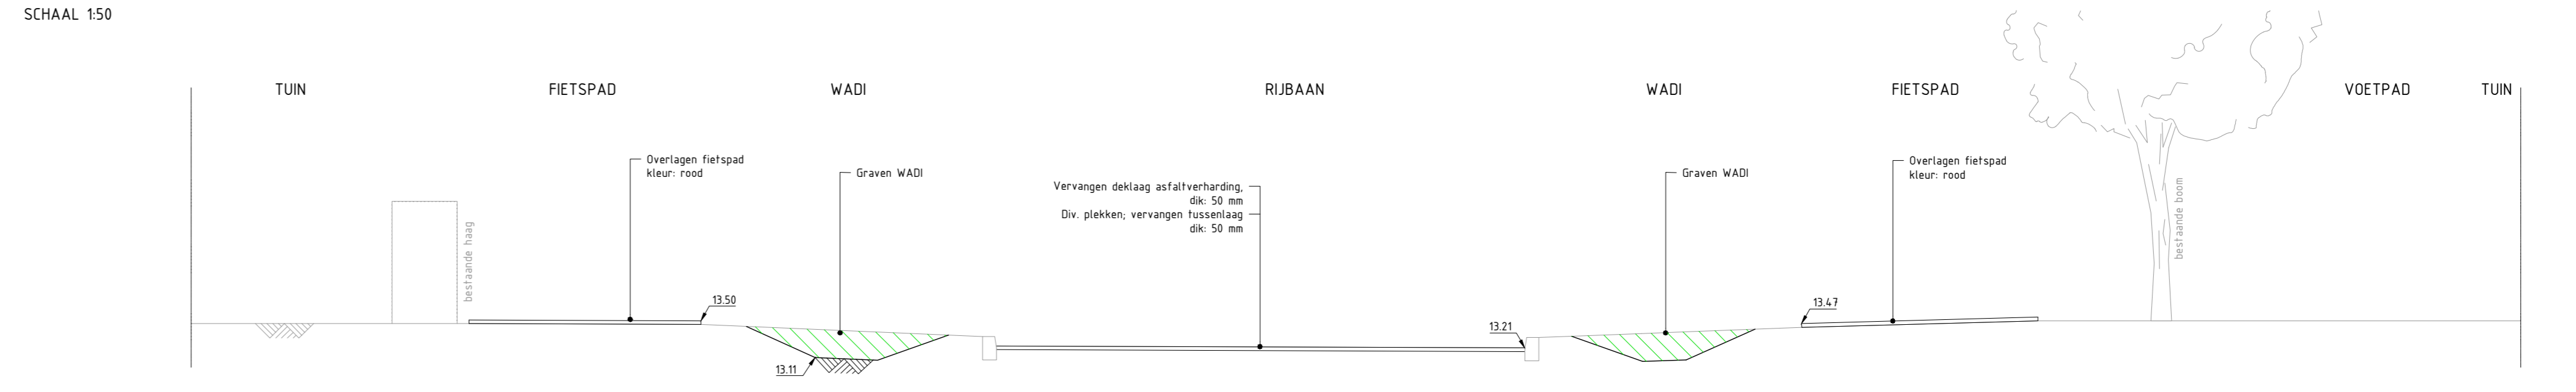 SCHAAL 1:50
TUIN
FIETSPAD
WADI
RIJBAAN
WADI
FIETSPAD
VOETPAD
TUIN
Overlagen fietspad
kleur: rood
Graven WADI
Vervangen deklaag asfaltverharding,
dik: 50 mm
Div. plekken; vervangen tussenlaag
dik: 50 mm
Graven WADI
Overlagen fietspad
kleur: rood
bestaande haag
bestaande boom
13.50
13.11
13.21
13.47